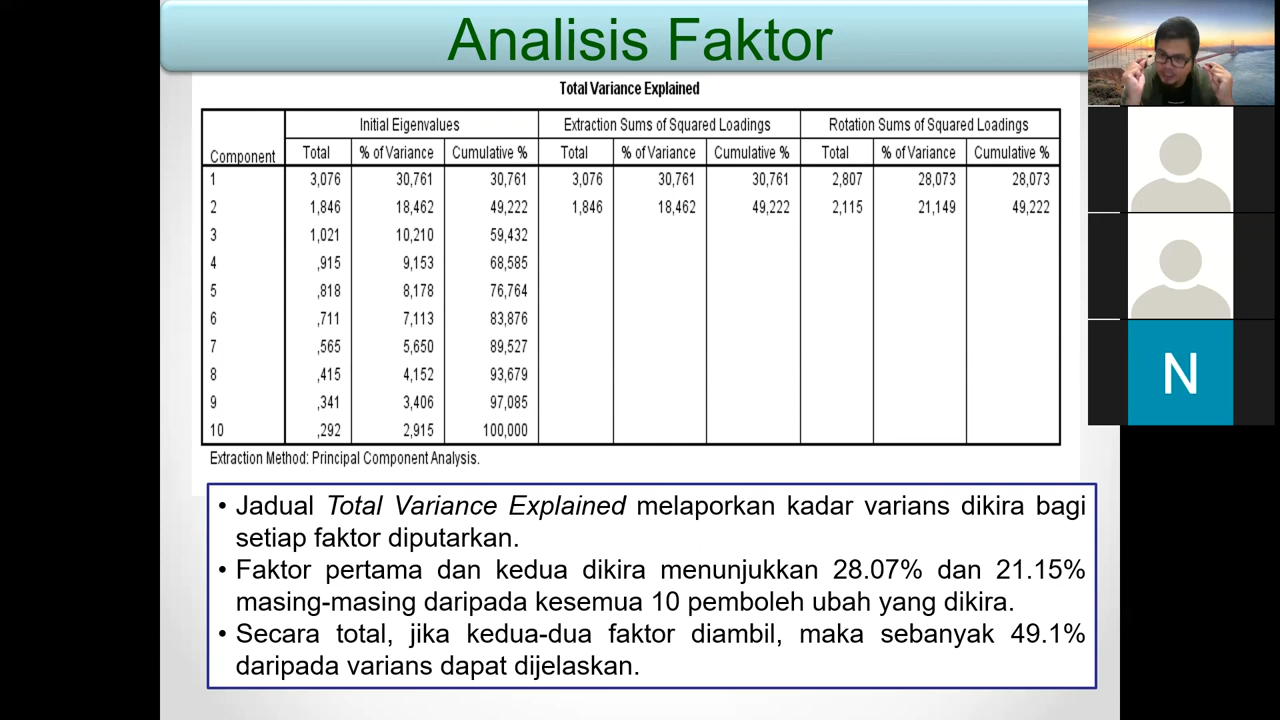 Analisis Faktor
Total Variance Explained
Initial Eigenvalues Extraction Sums of Squared Loadings Rotation Sums of Squared Loadings
Component Total % of Variance Cumulative % Total % of Variance Cumulative % Total % of Variance Cumulative %
1 3,076 30,761 30,761 3,076 30,761 30,761 2,807 28,073 28,073
2 1,846 18,462 49,222 1,846 18,462 49,222 2,115 21,149 49,222
3 1,021 10,210 59,432
4 ,915 9,153 68,585
5 ,818 8,178 76,764
6 ,711 7,113 83,876
7 ,565 5,650 89,527
8 ,415 4,152 93,679
9 ,341 3,406 97,085
10 ,292 2,915 100,000
Extraction Method: Principal Component Analysis.
• Jadual Total Variance Explained melaporkan kadar varians dikira bagi
setiap faktor diputarkan.
• Faktor pertama dan kedua dikira menunjukkan 28.07% dan 21.15%
masing-masing daripada kesemua 10 pemboleh ubah yang dikira.
• Secara total, jika kedua-dua faktor diambil, maka sebanyak 49.1%
daripada varians dapat dijelaskan.
N